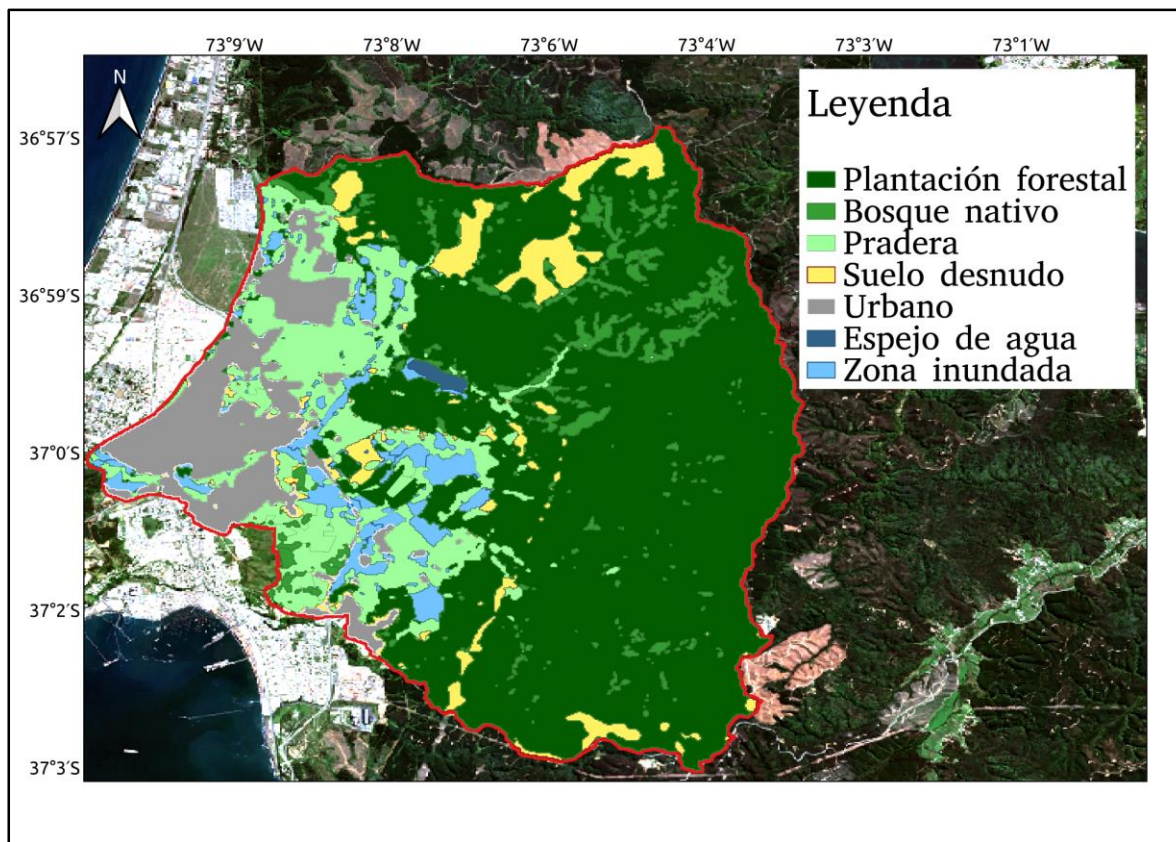 73°9′W 73°8′W 73°6′W 73°4′W 73°3′W 73°1′W
N
36°57′S
36°59′S
37°0′S
37°2′S
37°3′S
Leyenda
Plantación forestal
Bosque nativo
Pradera
Suelo desnudo
Urbano
Espejo de agua
Zona inundada